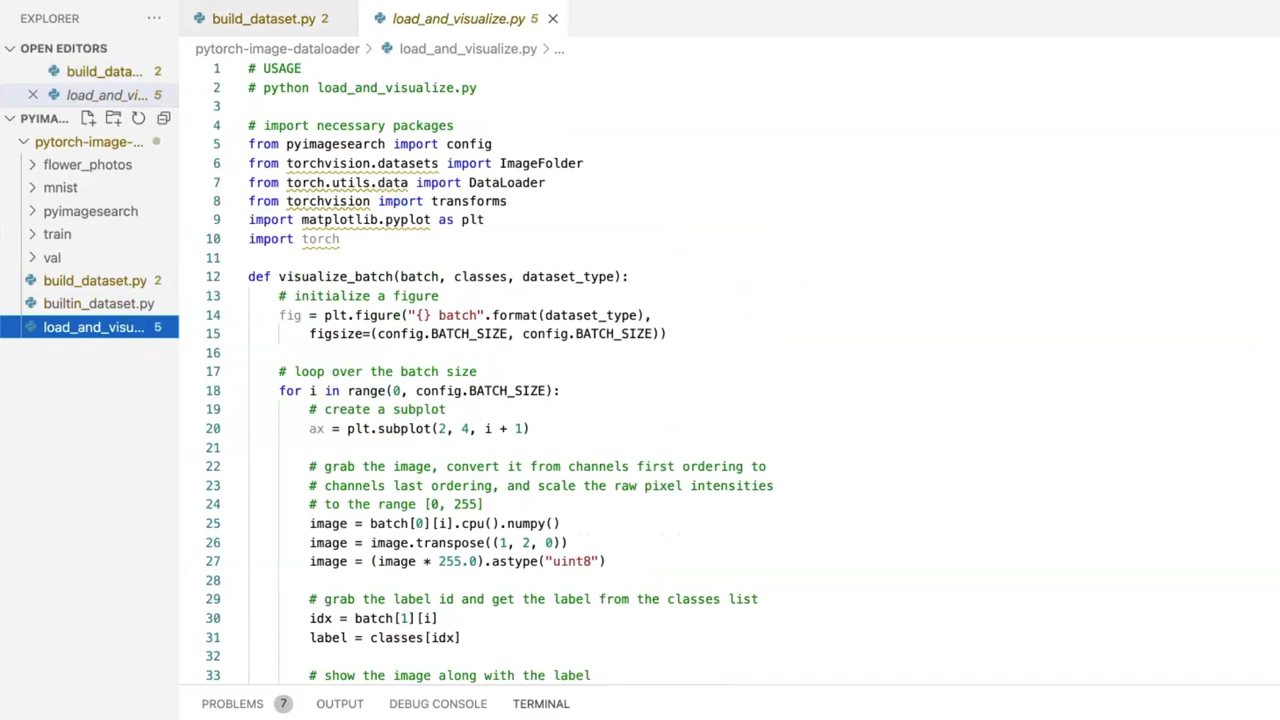 EXPLORER ...
OPEN EDITORS
build_data... 2
load_and_vi... 5
PYIMA...
pytorch-image-...
flower_photos
mnist
pyimagesearch
train
val
build_dataset.py 2
builtin_dataset.py
load_and_visu... 5
build_dataset.py 2 load_and_visualize.py 5
pytorch-image-dataloader > load_and_visualize.py > ...
1 # USAGE
2 # python load_and_visualize.py
3
4 # import necessary packages
5 from pyimagesearch import config
6 from torchvision.datasets import ImageFolder
7 from torch.utils.data import DataLoader
8 from torchvision import transforms
9 import matplotlib.pyplot as plt
10 import torch
11
12 def visualize_batch(batch, classes, dataset_type):
13 # initialize a figure
14 fig = plt.figure("{} batch".format(dataset_type),
15 figsize=(config.BATCH_SIZE, config.BATCH_SIZE))
16
17 # loop over the batch size
18 for i in range(0, config.BATCH_SIZE):
19 # create a subplot
20 ax = plt.subplot(2, 4, i + 1)
21
22 # grab the image, convert it from channels first ordering to
23 # channels last ordering, and scale the raw pixel intensities
24 # to the range [0, 255]
25 image = batch[0][i].cpu().numpy()
26 image = image.transpose((1, 2, 0))
27 image = (image * 255.0).astype("uint8")
28
29 # grab the label id and get the label from the classes list
30 idx = batch[1][i]
31 label = classes[idx]
32
33 # show the image along with the label
PROBLEMS 7 OUTPUT DEBUG CONSOLE TERMINAL